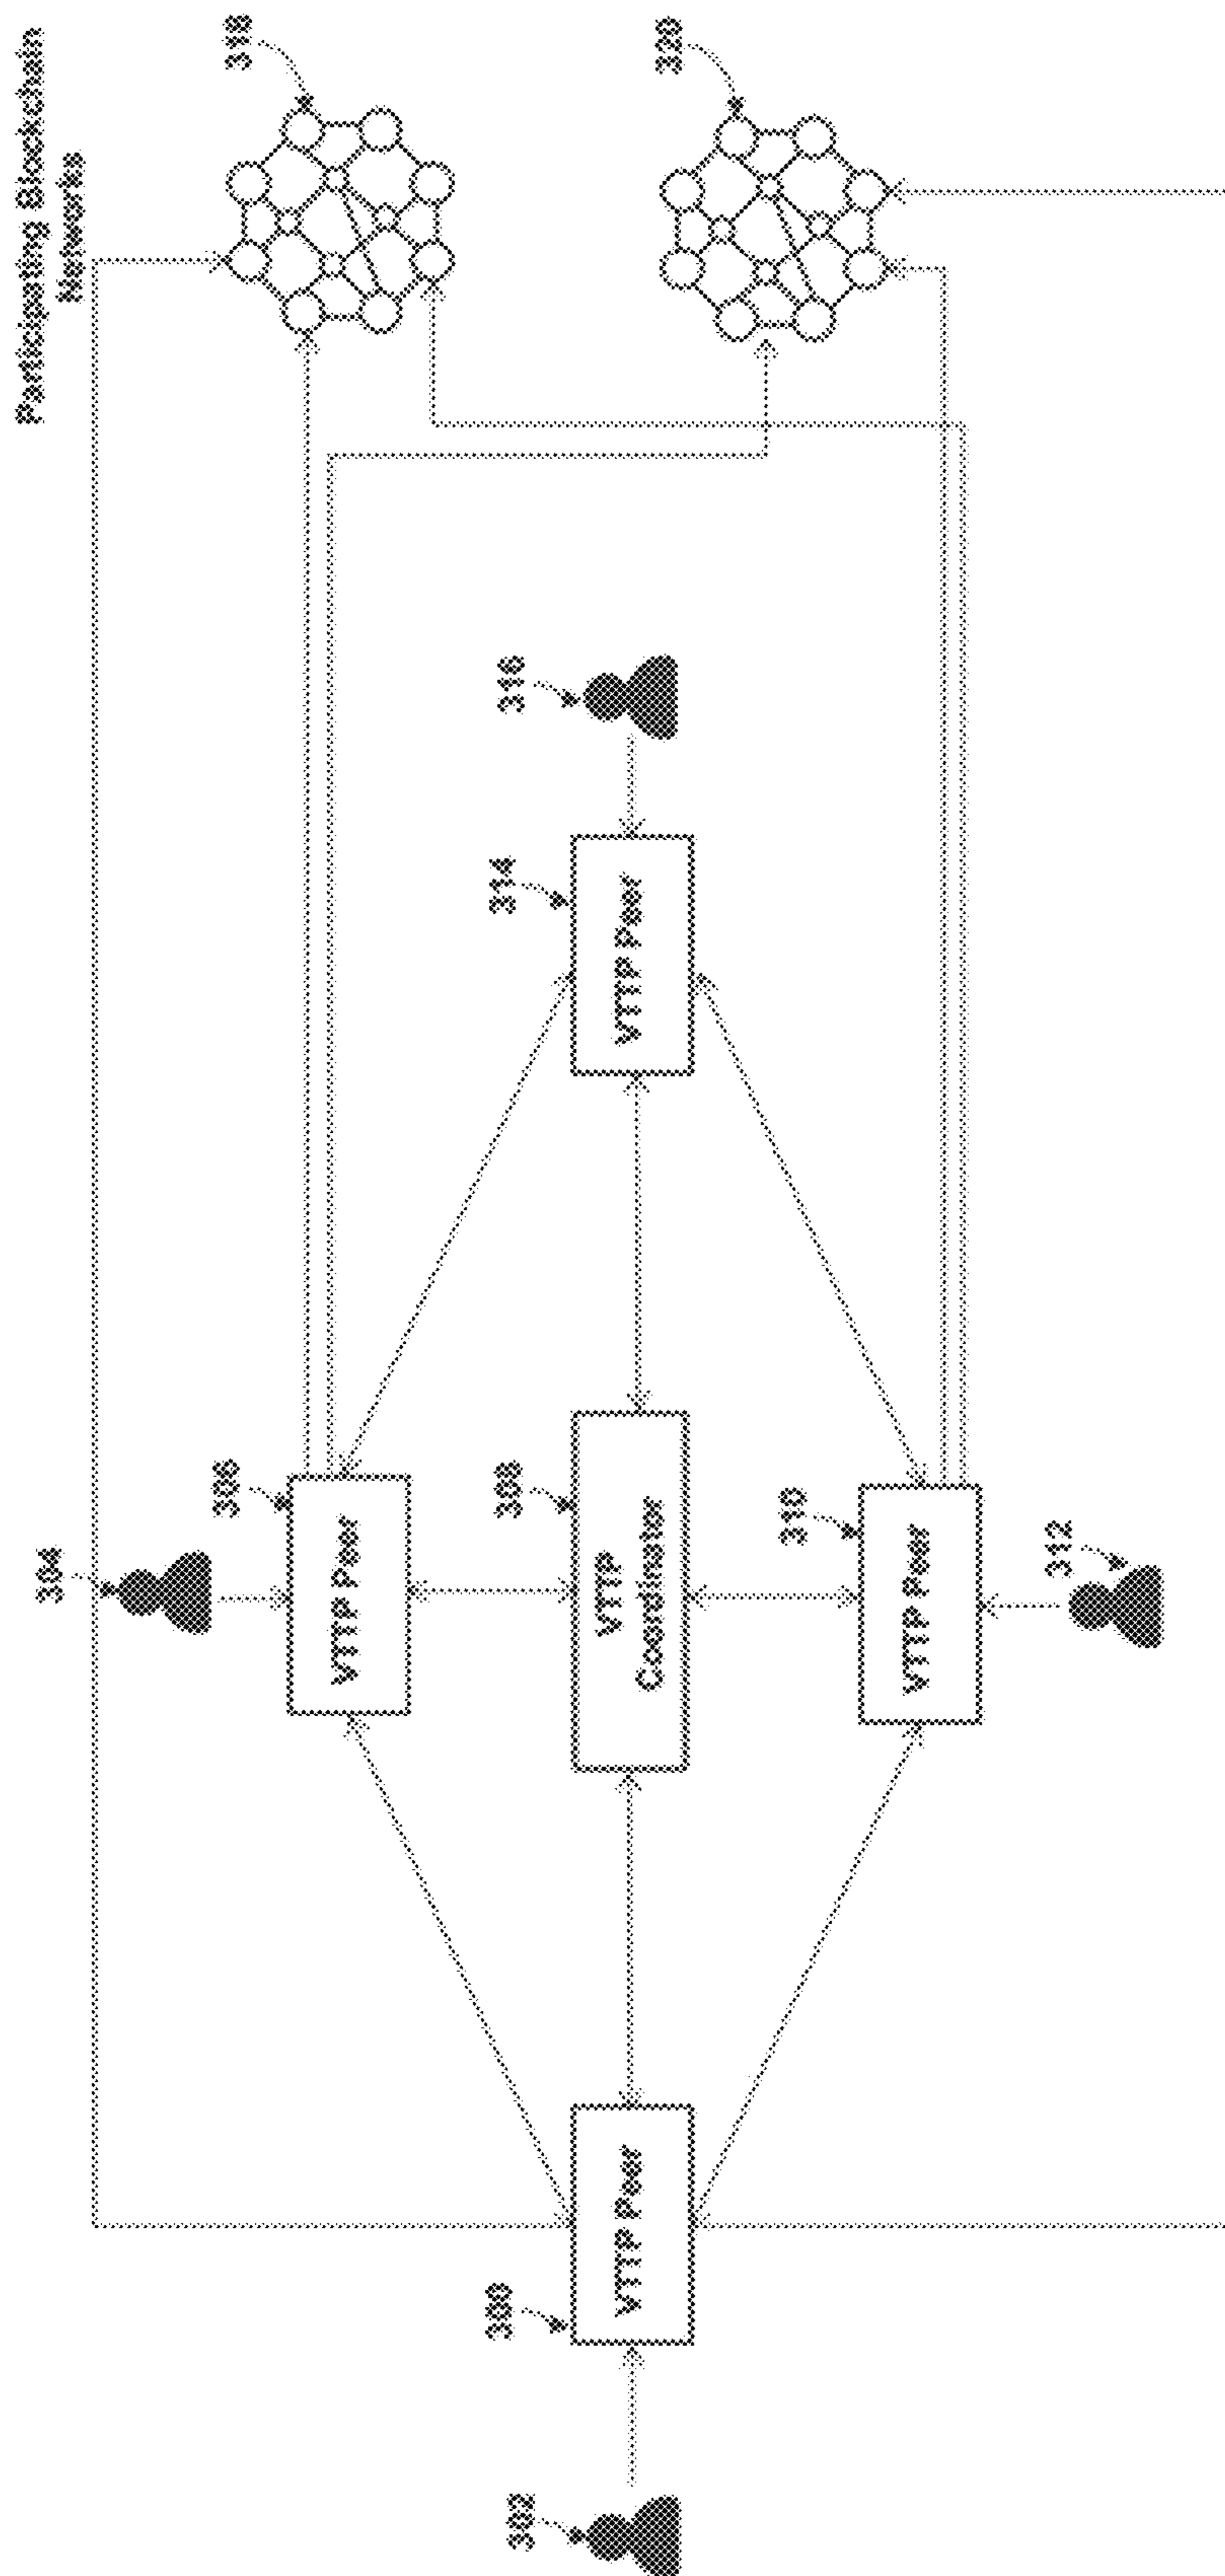 Participating Blockchain
Networks
304
306
VTTP Peer
318
302
300
VTTP Peer
308
VTTP
Coordinator
314
VTTP Peer
316
320
310
VTTP Peer
312